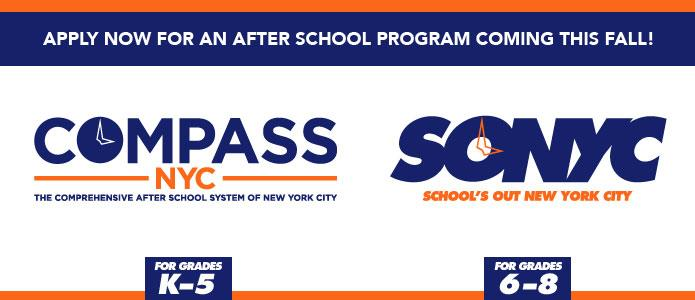 APPLY NOW FOR AN AFTER SCHOOL PROGRAM COMING THIS FALL!
COMPASS
NYC
THE COMPREHENSIVE AFTER SCHOOL SYSTEM OF NEW YORK CITY
SONYC
SCHOOL'S OUT NEW YORK CITY
FOR GRADES
K–5
FOR GRADES
6–8